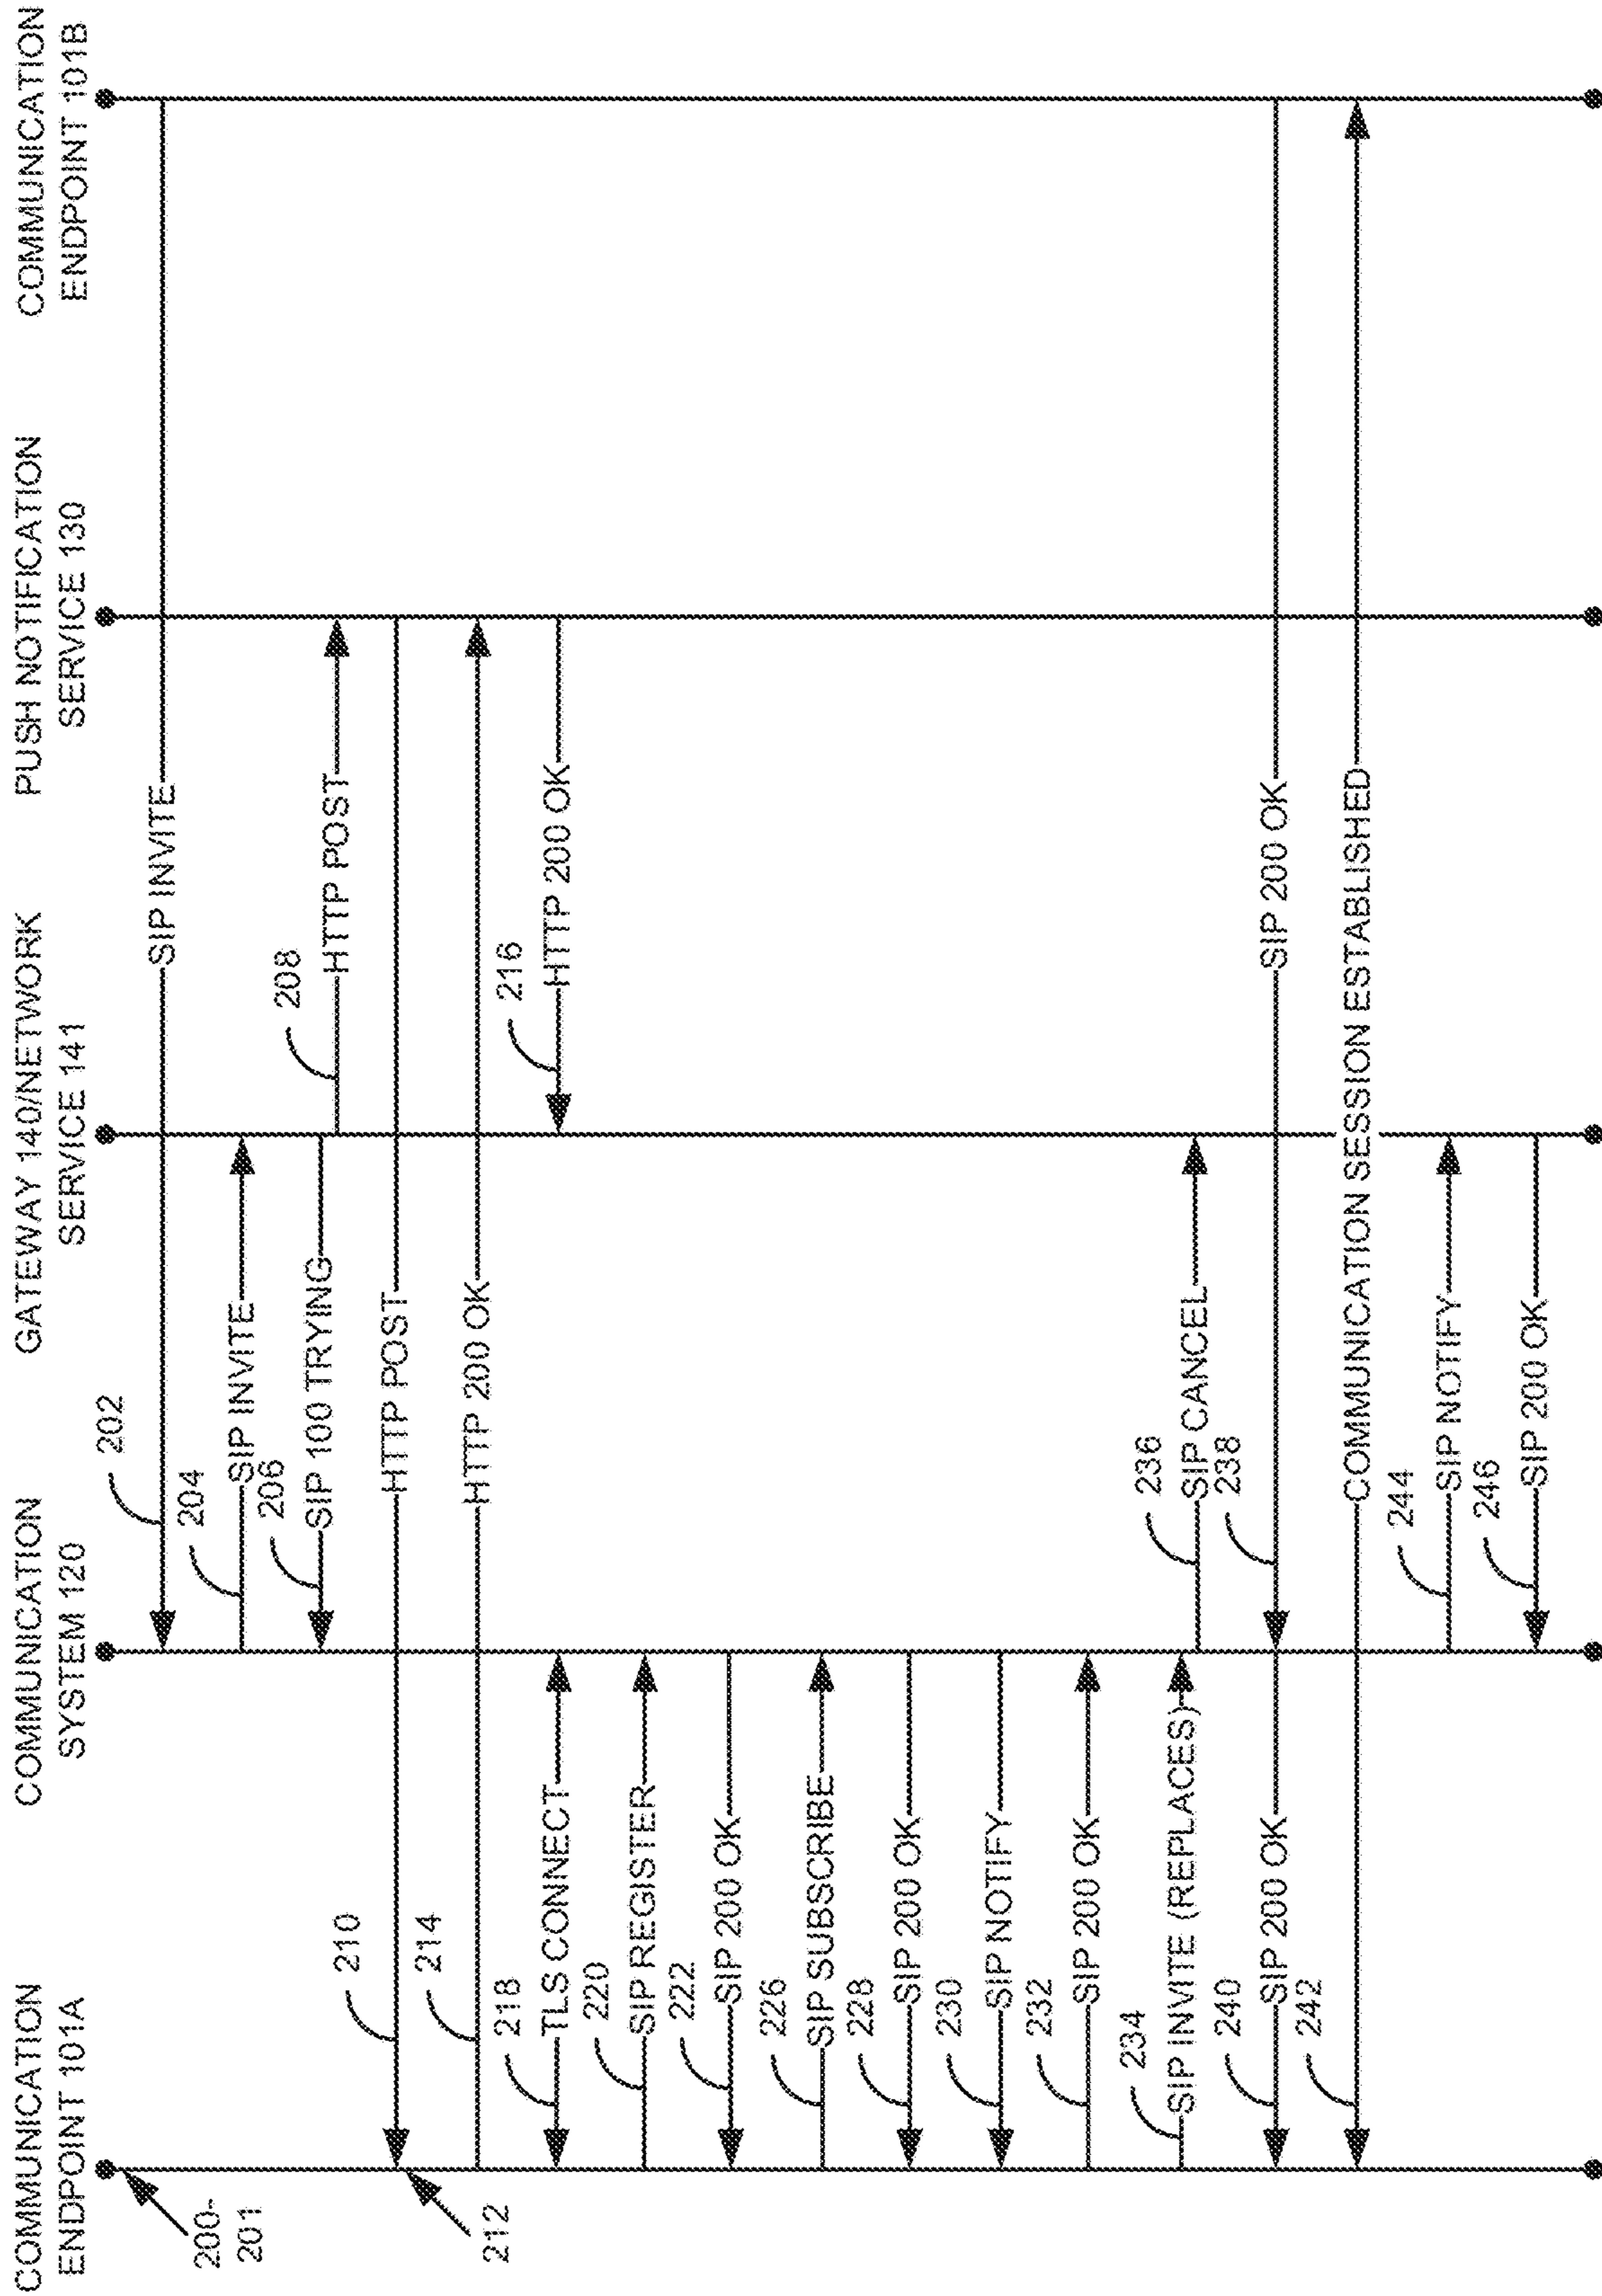 COMMUNICATION
ENDPOINT 101A
COMMUNICATION
SYSTEM 120
GATEWAY 140/NETWORK
SERVICE 141
PUSH NOTIFICATION
SERVICE 130
COMMUNICATION
ENDPOINT 101B
200-
201
202
SIP INVITE
204
SIP INVITE
206
SIP 100 TRYING
208
HTTP POST
210
HTTP POST
212
214
HTTP 200 OK
216
HTTP 200 OK
218
TLS CONNECT
220
SIP REGISTER
222
SIP 200 OK
226
SIP SUBSCRIBE
228
SIP 200 OK
230
SIP NOTIFY
232
SIP 200 OK
234
SIP INVITE (REPLACES)
236
SIP CANCEL
238
SIP 200 OK
240
SIP 200 OK
242
COMMUNICATION SESSION ESTABLISHED
244
SIP NOTIFY
246
SIP 200 OK